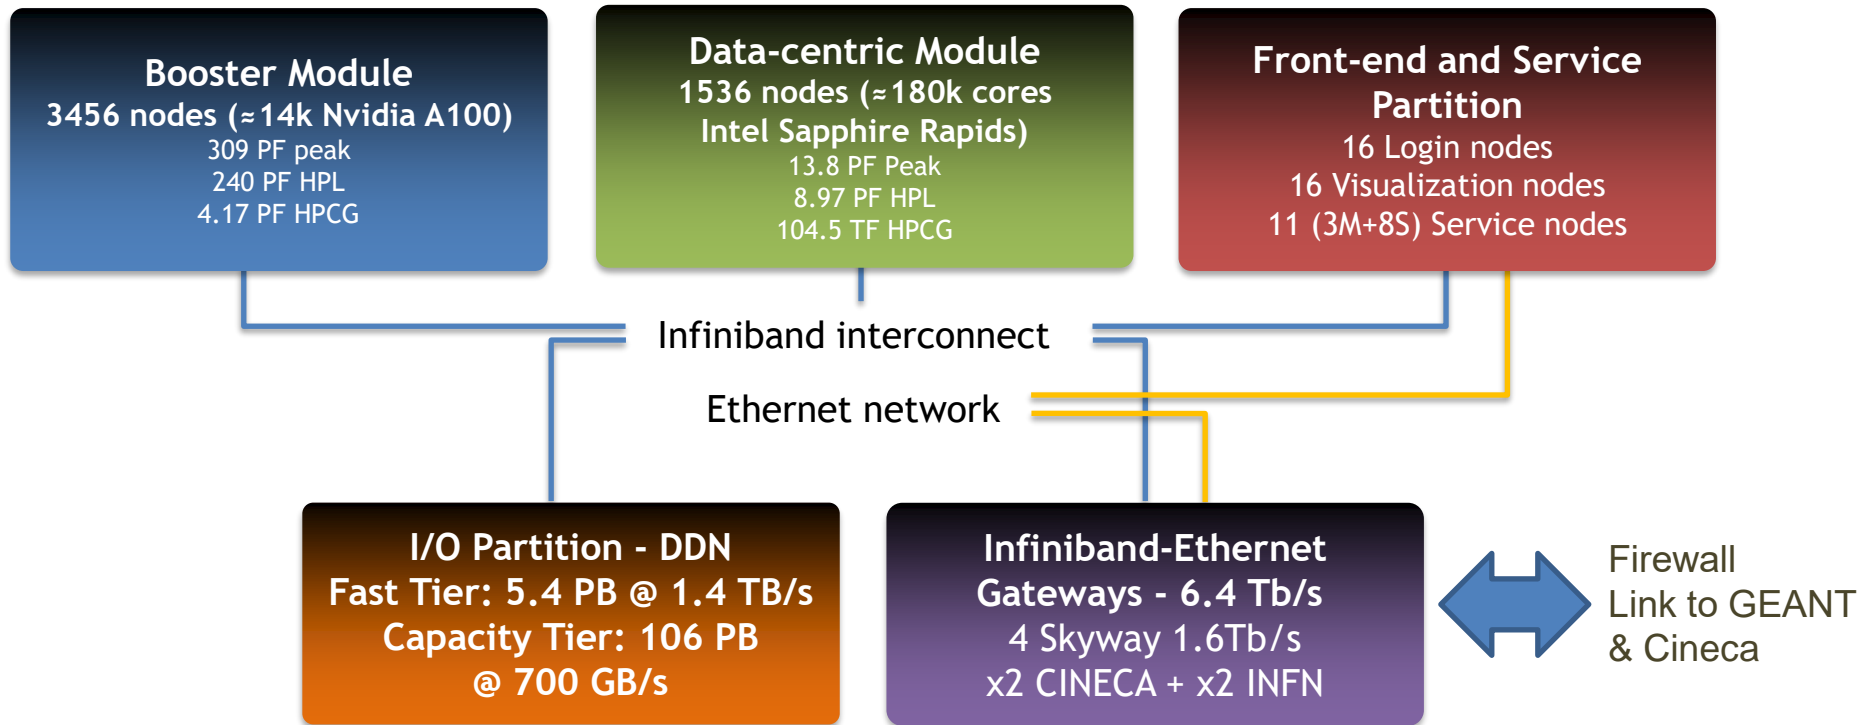 Booster Module
3456 nodes (≈14k Nvidia A100)
309 PF peak
240 PF HPL
4.17 PF HPCG
Data-centric Module
1536 nodes (≈180k cores
Intel Sapphire Rapids)
13.8 PF Peak
8.97 PF HPL
104.5 TF HPCG
Front-end and Service
Partition
16 Login nodes
16 Visualization nodes
11 (3M+8S) Service nodes
Infiniband interconnect
Ethernet network
I/O Partition - DDN
Fast Tier: 5.4 PB @ 1.4 TB/s
Capacity Tier: 106 PB
@ 700 GB/s
Infiniband-Ethernet
Gateways - 6.4 Tb/s
4 Skyway 1.6Tb/s
x2 CINECA + x2 INFN
Firewall
Link to GEANT
& Cineca